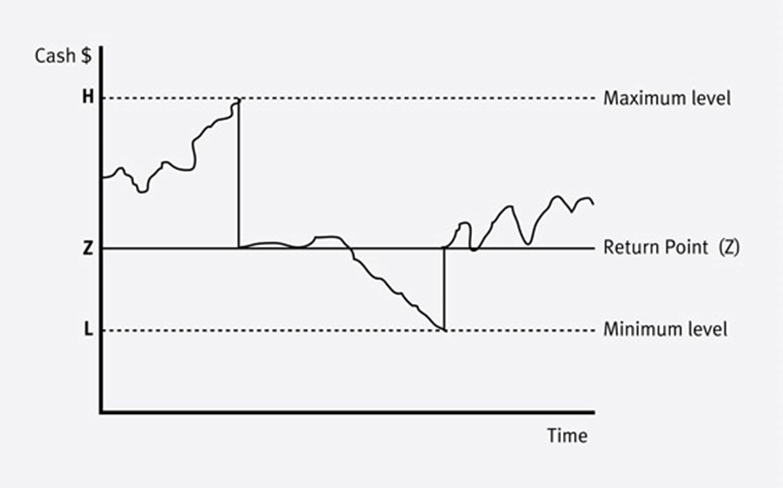 Cash $
H
Maximum level
Z
Return Point (Z)
L
Minimum level
Time